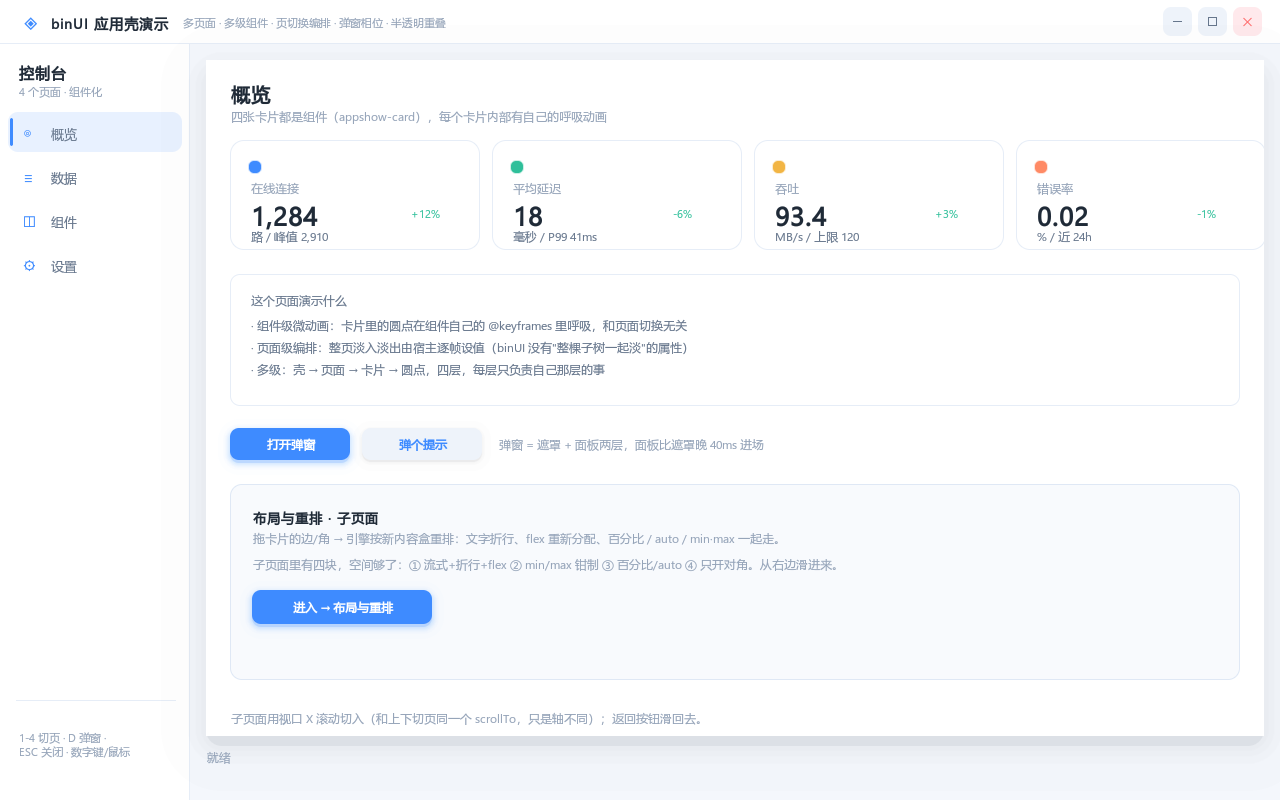 binUI 应用壳演示 多页面 · 多级组件 · 页切换编排 · 弹窗相位 · 半透明重叠
控制台
4 个页面 · 组件化
概览
数据
组件
设置
1-4 切页 · D 弹窗 ·
ESC 关闭 · 数字键/鼠标
概览
四张卡片都是组件（appshow-card），每个卡片内部有自己的呼吸动画
在线连接
1,284 +12%
路 / 峰值 2,910
平均延迟
18 -6%
毫秒 / P99 41ms
吞吐
93.4 +3%
MB/s / 上限 120
错误率
0.02 -1%
% / 近 24h
这个页面演示什么
· 组件级微动画：卡片里的圆点在组件自己的 @keyframes 里呼吸，和页面切换无关
· 页面级编排：整页淡入淡出由宿主逐帧设值（binUI 没有"整棵子树一起淡"的属性）
· 多级：壳 → 页面 → 卡片 → 圆点，四层，每层只负责自己那层的事
打开弹窗 弹个提示 弹窗 = 遮罩 + 面板两层，面板比遮罩晚 40ms 进场
布局与重排 · 子页面
拖卡片的边/角 → 引擎按新内容盒重排：文字折行、flex 重新分配、百分比 / auto / min·max 一起走。
子页面里有四块，空间够了：① 流式+折行+flex ② min/max 钳制 ③ 百分比/auto ④ 只开对角。从右边滑进来。
进入 → 布局与重排
子页面用视口 X 滚动切入（和上下切页同一个 scrollTo，只是轴不同）；返回按钮滑回去。
就绪